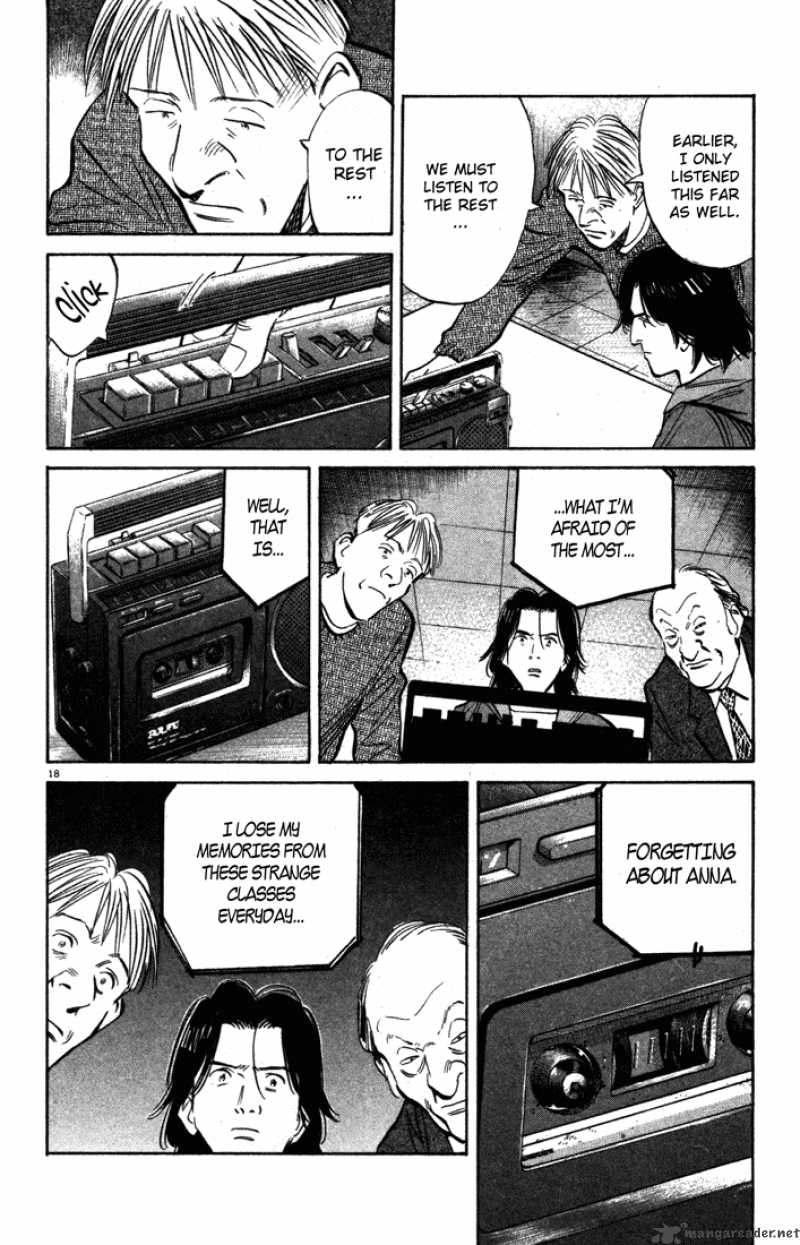 EARLIER,
I ONLY
LISTENED
THIS FAR
AS WELL.
WE MUST
LISTEN TO
THE REST
...
TO THE
REST
...
click
...WHAT I'M
AFRAID OF
THE MOST...
WELL,
THAT
IS...
18
FORGETTING
ABOUT ANNA.
I LOSE MY
MEMORIES FROM
THESE STRANGE
CLASSES
EVERYDAY...
mangareader.net